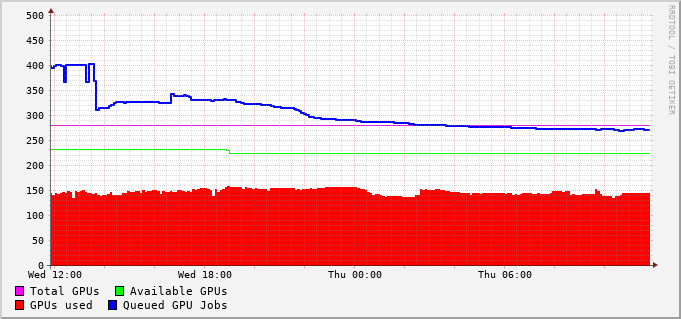 500
450
400
350
300
250
200
150
100
50
0
Wed 12:00 Wed 18:00 Thu 00:00 Thu 06:00
Total GPUs Available GPUs
GPUs used Queued GPU Jobs
RRDTOOL / TOBI OETIKER